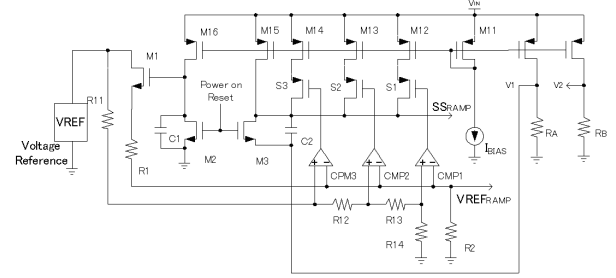 VIN
M1
M16
M15
M14
M13
M12
M11
Power on
Reset
S3
S2
S1
V1
V2
R11
VREF
Voltage
Reference
SSRAMP
C1
M2
M3
C2
IBIAS
RA
RB
R1
CPM3
CMP2
CMP1
VREFRAMP
R12
R13
R14
R2